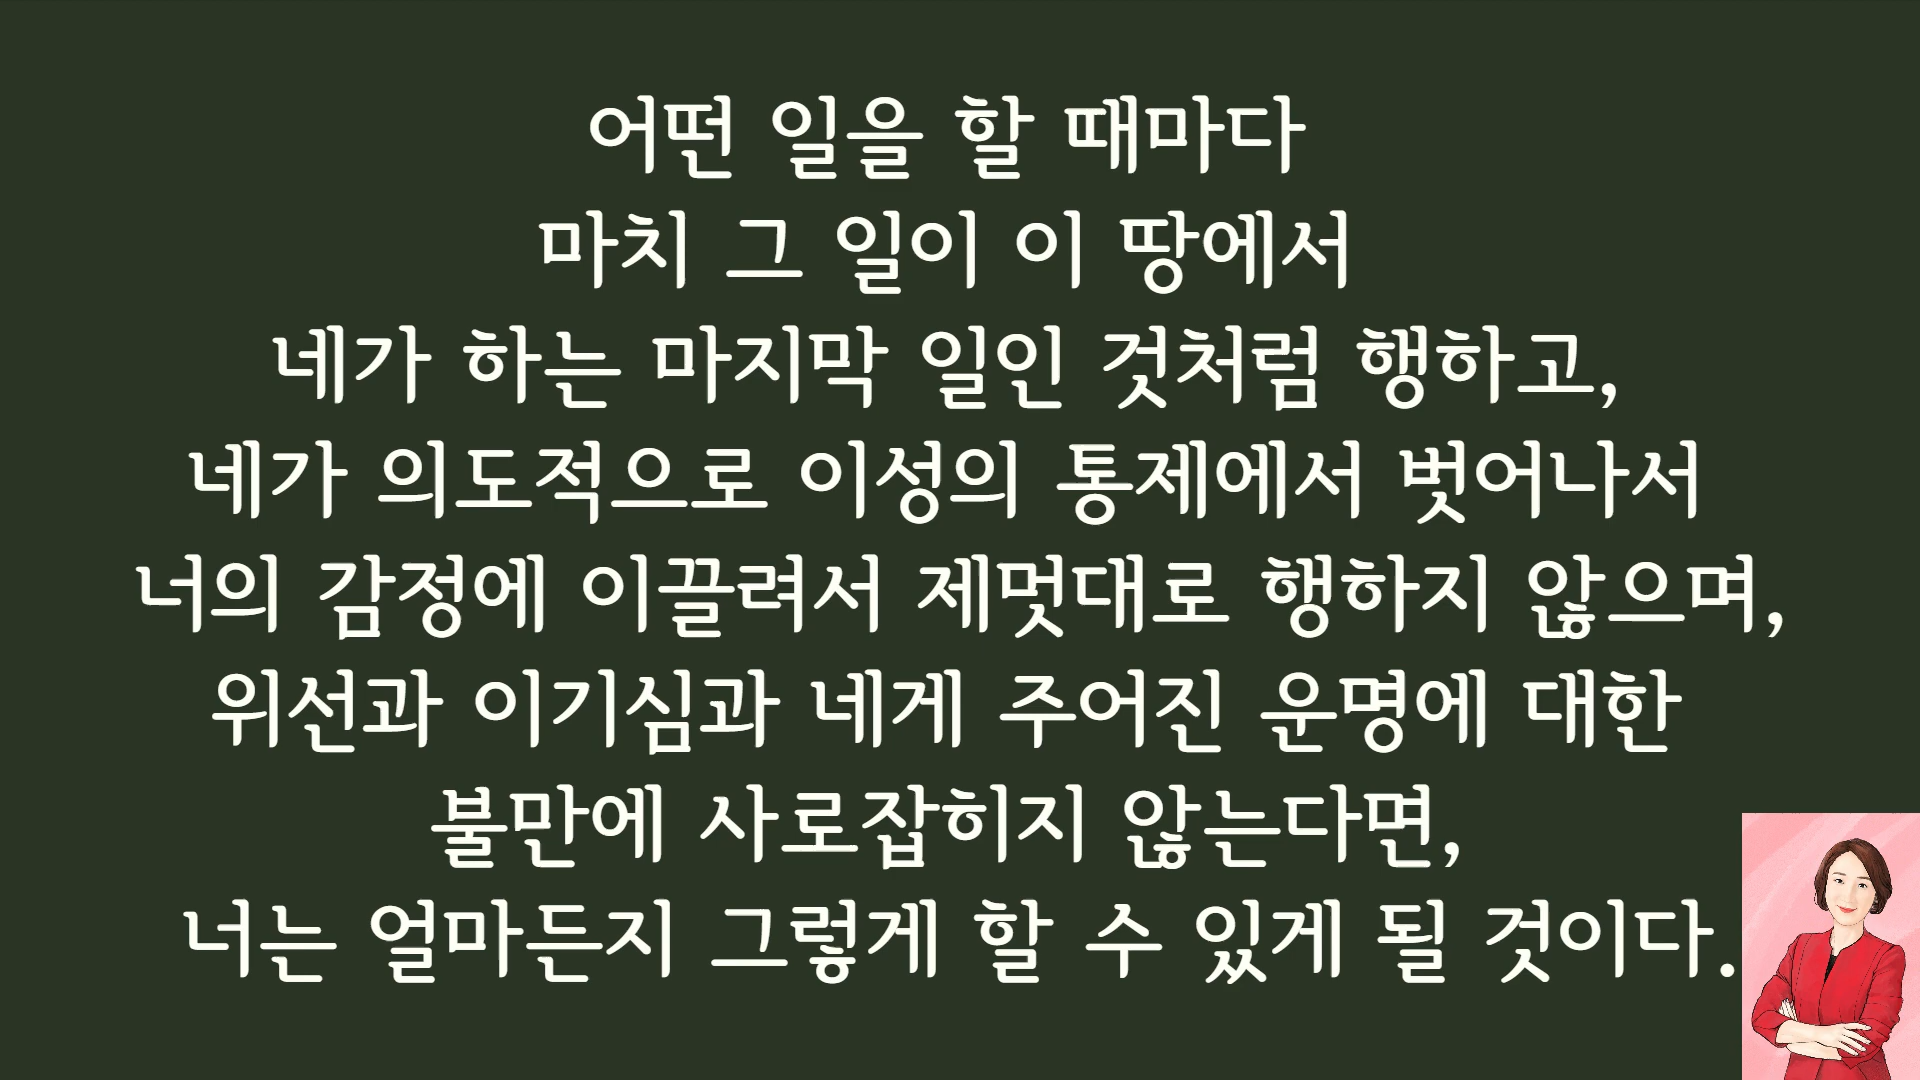 어떤 일을 할 때마다
마치 그 일이 이 땅에서
네가 하는 마지막 일인 것처럼 행하고,
네가 의도적으로 이성의 통제에서 벗어나서
너의 감정에 이끌려서 제멋대로 행하지 않으며,
위선과 이기심과 네게 주어진 운명에 대한
불만에 사로잡히지 않는다면,
너는 얼마든지 그렇게 할 수 있게 될 것이다.